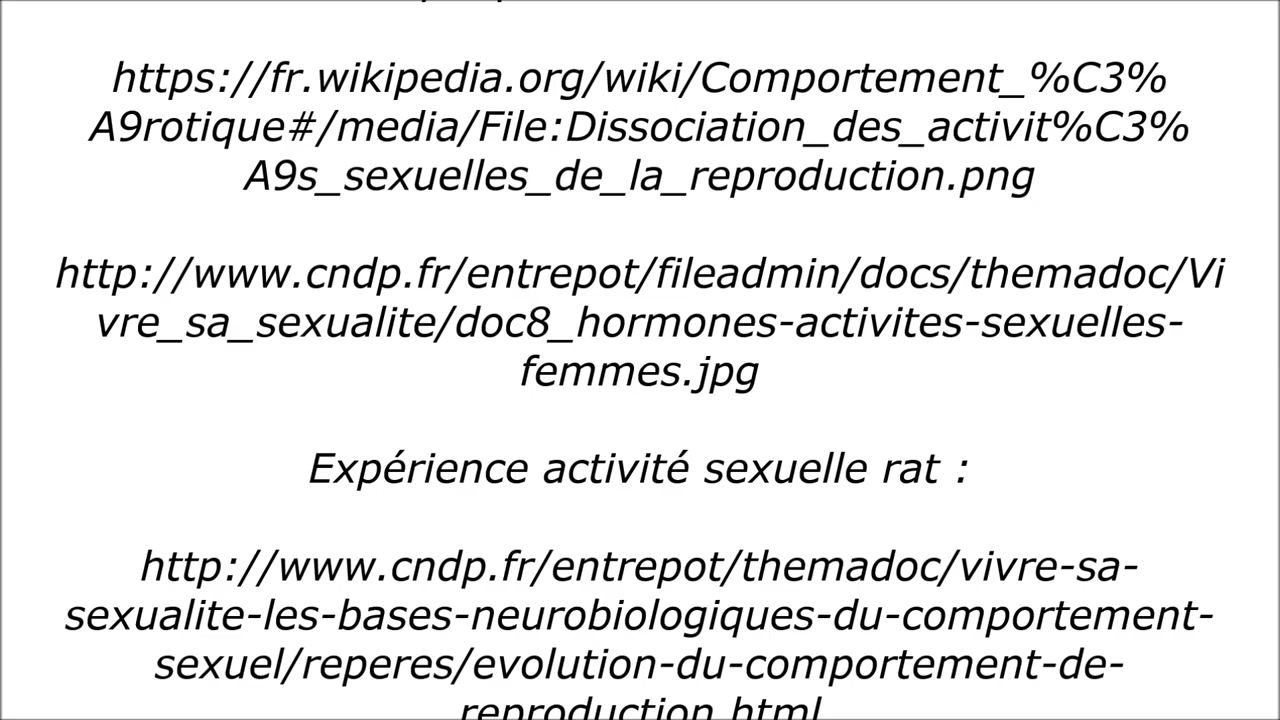 https://fr.wikipedia.org/wiki/Comportement_%C3%
A9rotique#/media/File:Dissociation_des_activit%C3%
A9s_sexuelles_de_la_reproduction.png
http://www.cndp.fr/entrepot/fileadmin/docs/themadoc/Vi
vre_sa_sexualite/doc8_hormones-activites-sexuelles-
femmes.jpg
Expérience activité sexuelle rat :
http://www.cndp.fr/entrepot/themadoc/vivre-sa-
sexualite-les-bases-neurobiologiques-du-comportement-
sexuel/reperes/evolution-du-comportement-de-
reproduction.html